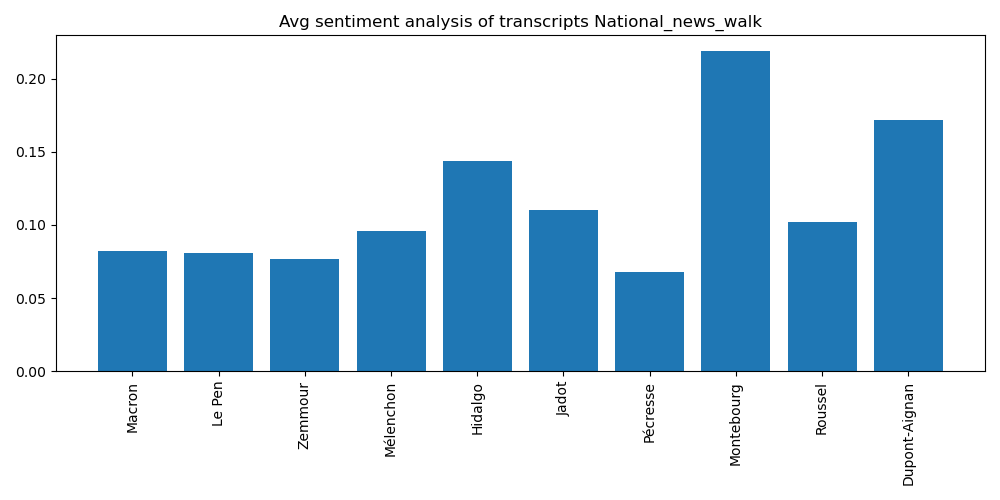 Avg sentiment analysis of transcripts National_news_walk
0.20
0.15
0.10
0.05
0.00
Macron
Le Pen
Zemmour
Mélenchon
Hidalgo
Jadot
Pécresse
Montebourg
Roussel
Dupont-Aignan